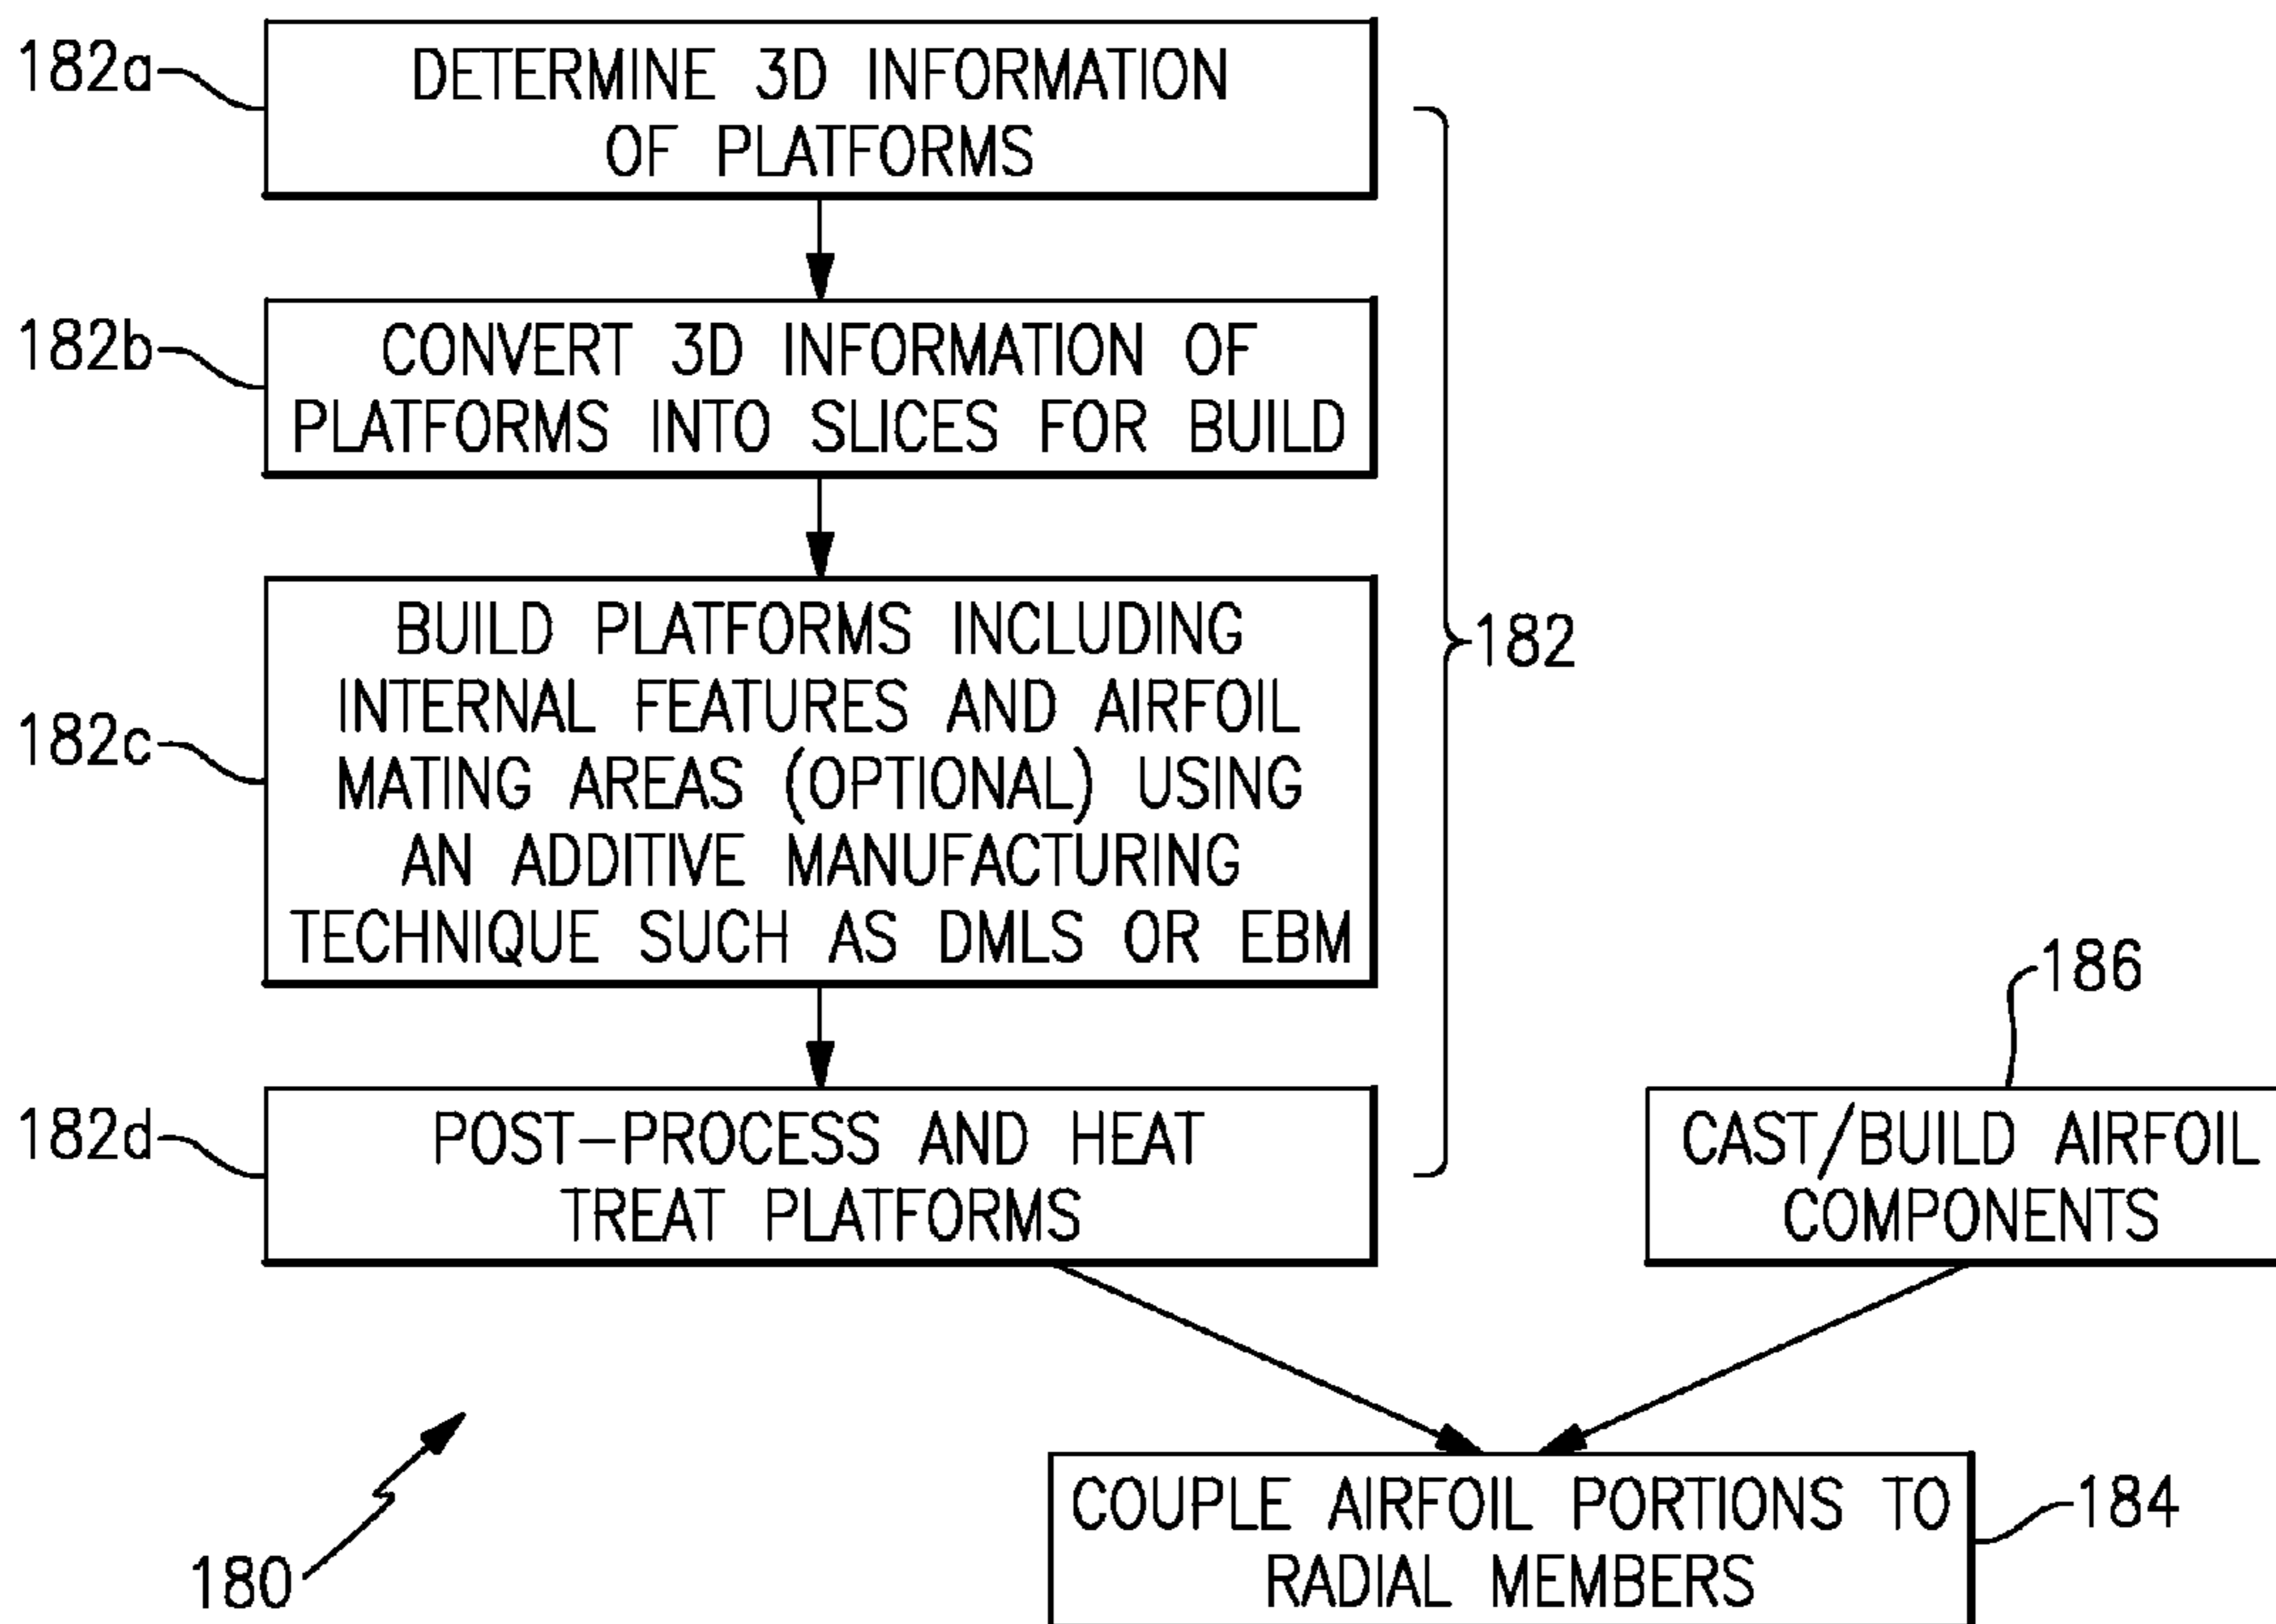 182a
DETERMINE 3D INFORMATION
OF PLATFORMS
182b
CONVERT 3D INFORMATION OF
PLATFORMS INTO SLICES FOR BUILD
182c
BUILD PLATFORMS INCLUDING
INTERNAL FEATURES AND AIRFOIL
MATING AREAS (OPTIONAL) USING
AN ADDITIVE MANUFACTURING
TECHNIQUE SUCH AS DMLS OR EBM
182
182d
POST-PROCESS AND HEAT
TREAT PLATFORMS
186
CAST/BUILD AIRFOIL
COMPONENTS
COUPLE AIRFOIL PORTIONS TO
RADIAL MEMBERS
184
180